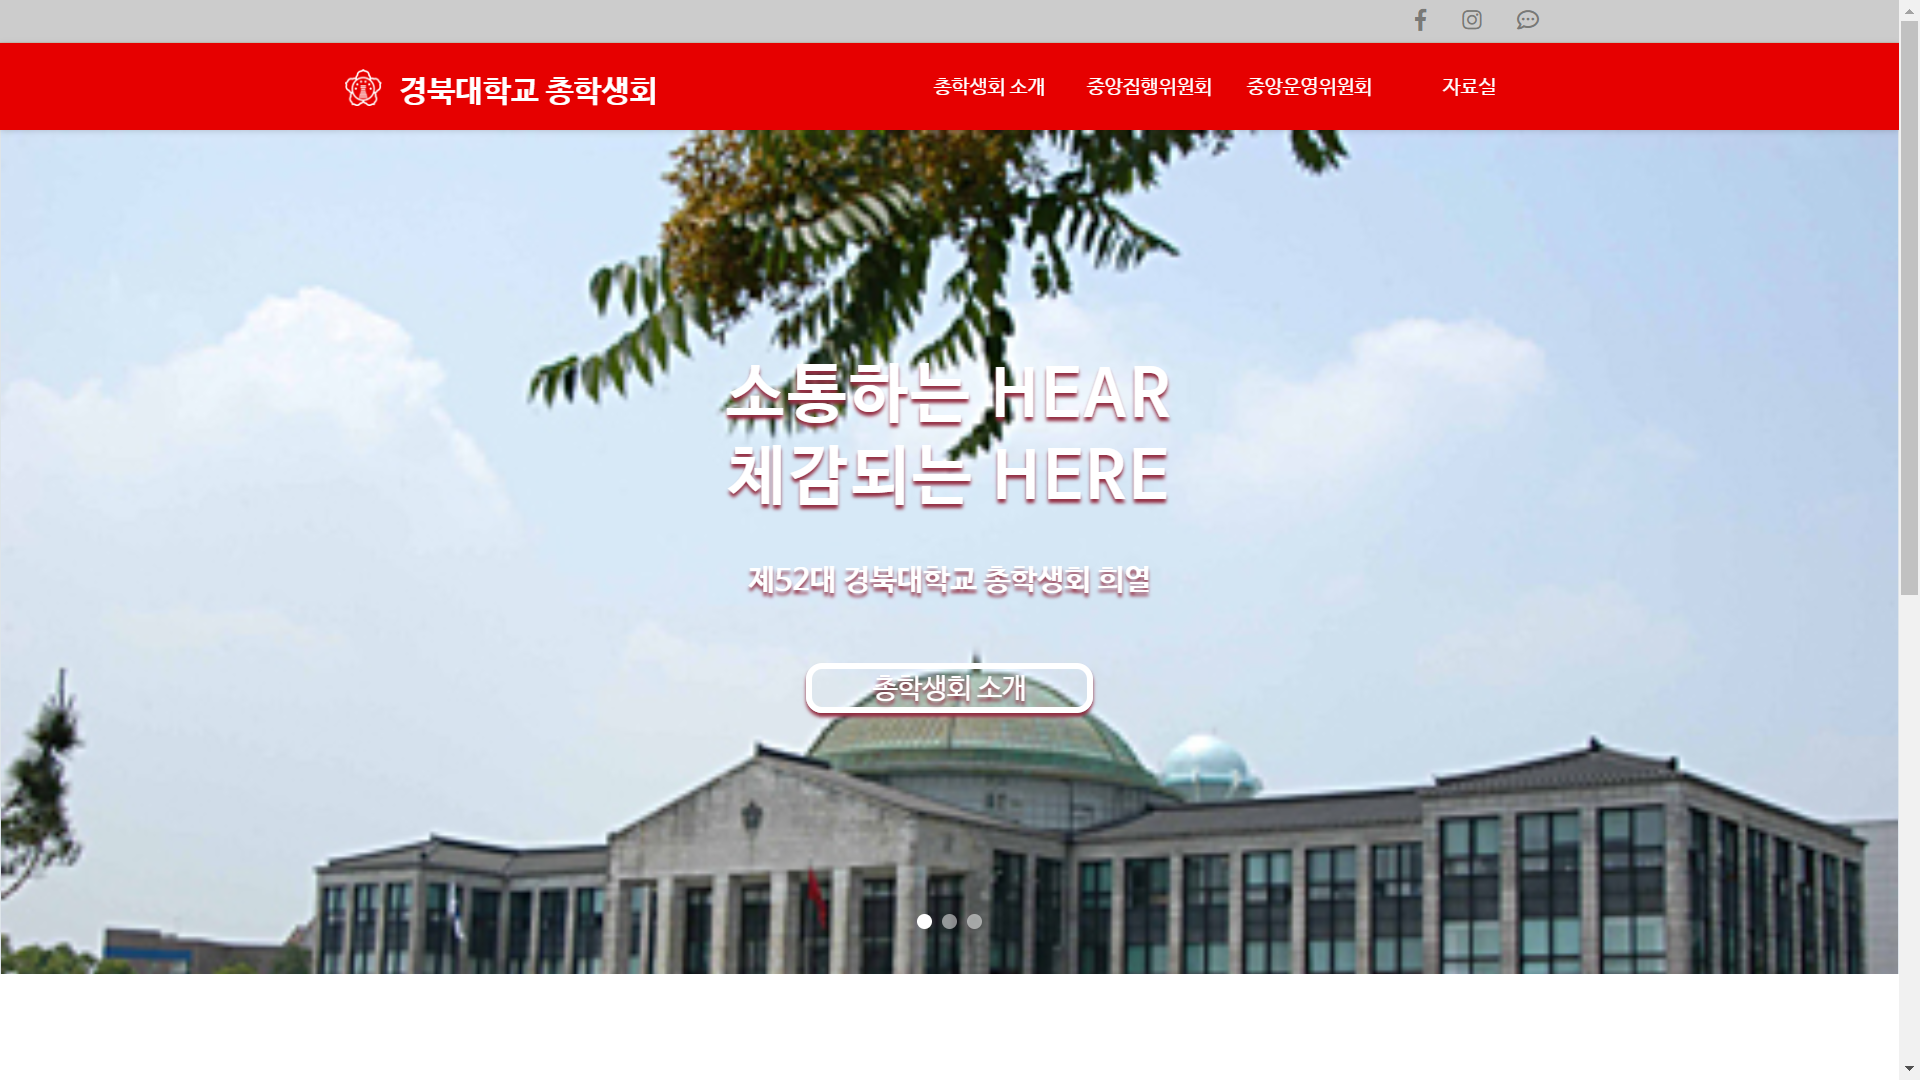 경북대학교 총학생회
총학생회 소개
중앙집행위원회
중앙운영위원회
자료실
소통하는 HEAR
체감되는 HERE
제52대 경북대학교 총학생회 희열
총학생회 소개